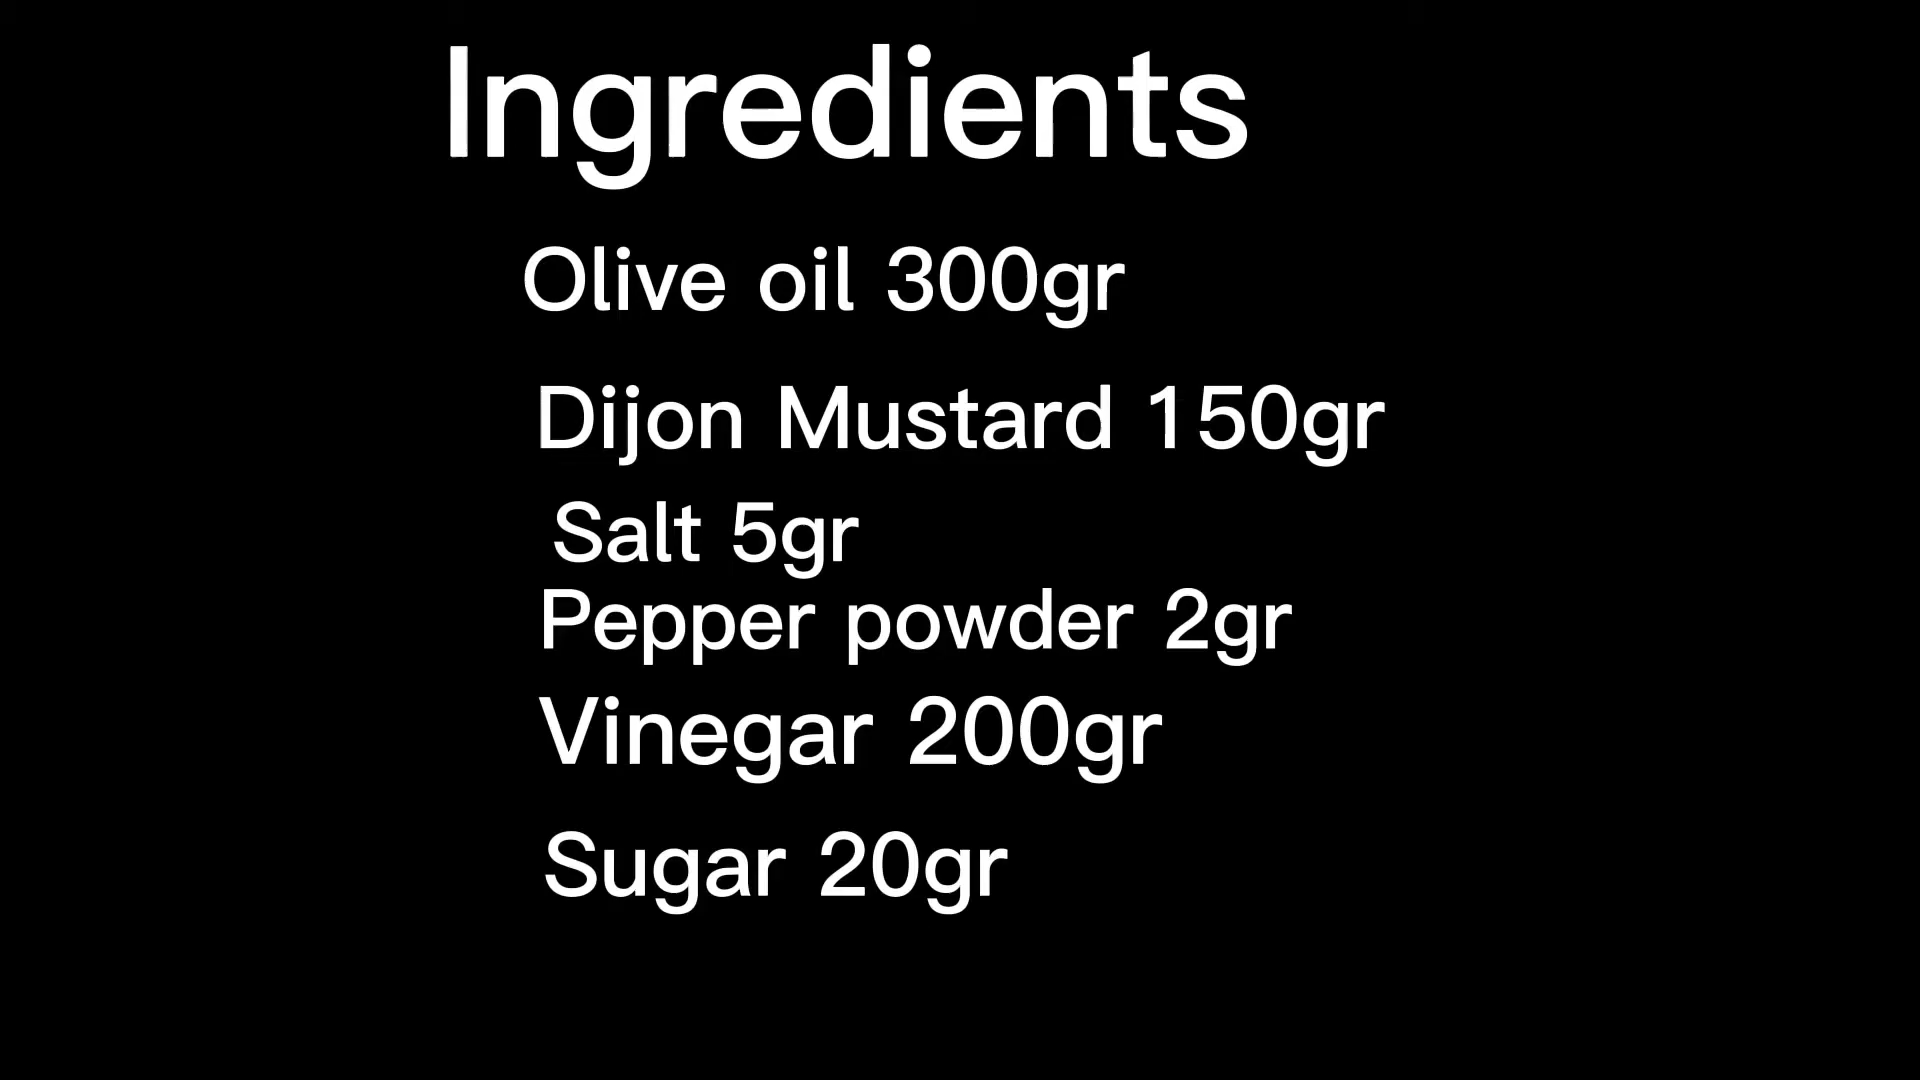 Ingredients
Olive oil 300gr
Dijon Mustard 150gr
Salt 5gr
Pepper powder 2gr
Vinegar 200gr
Sugar 20gr